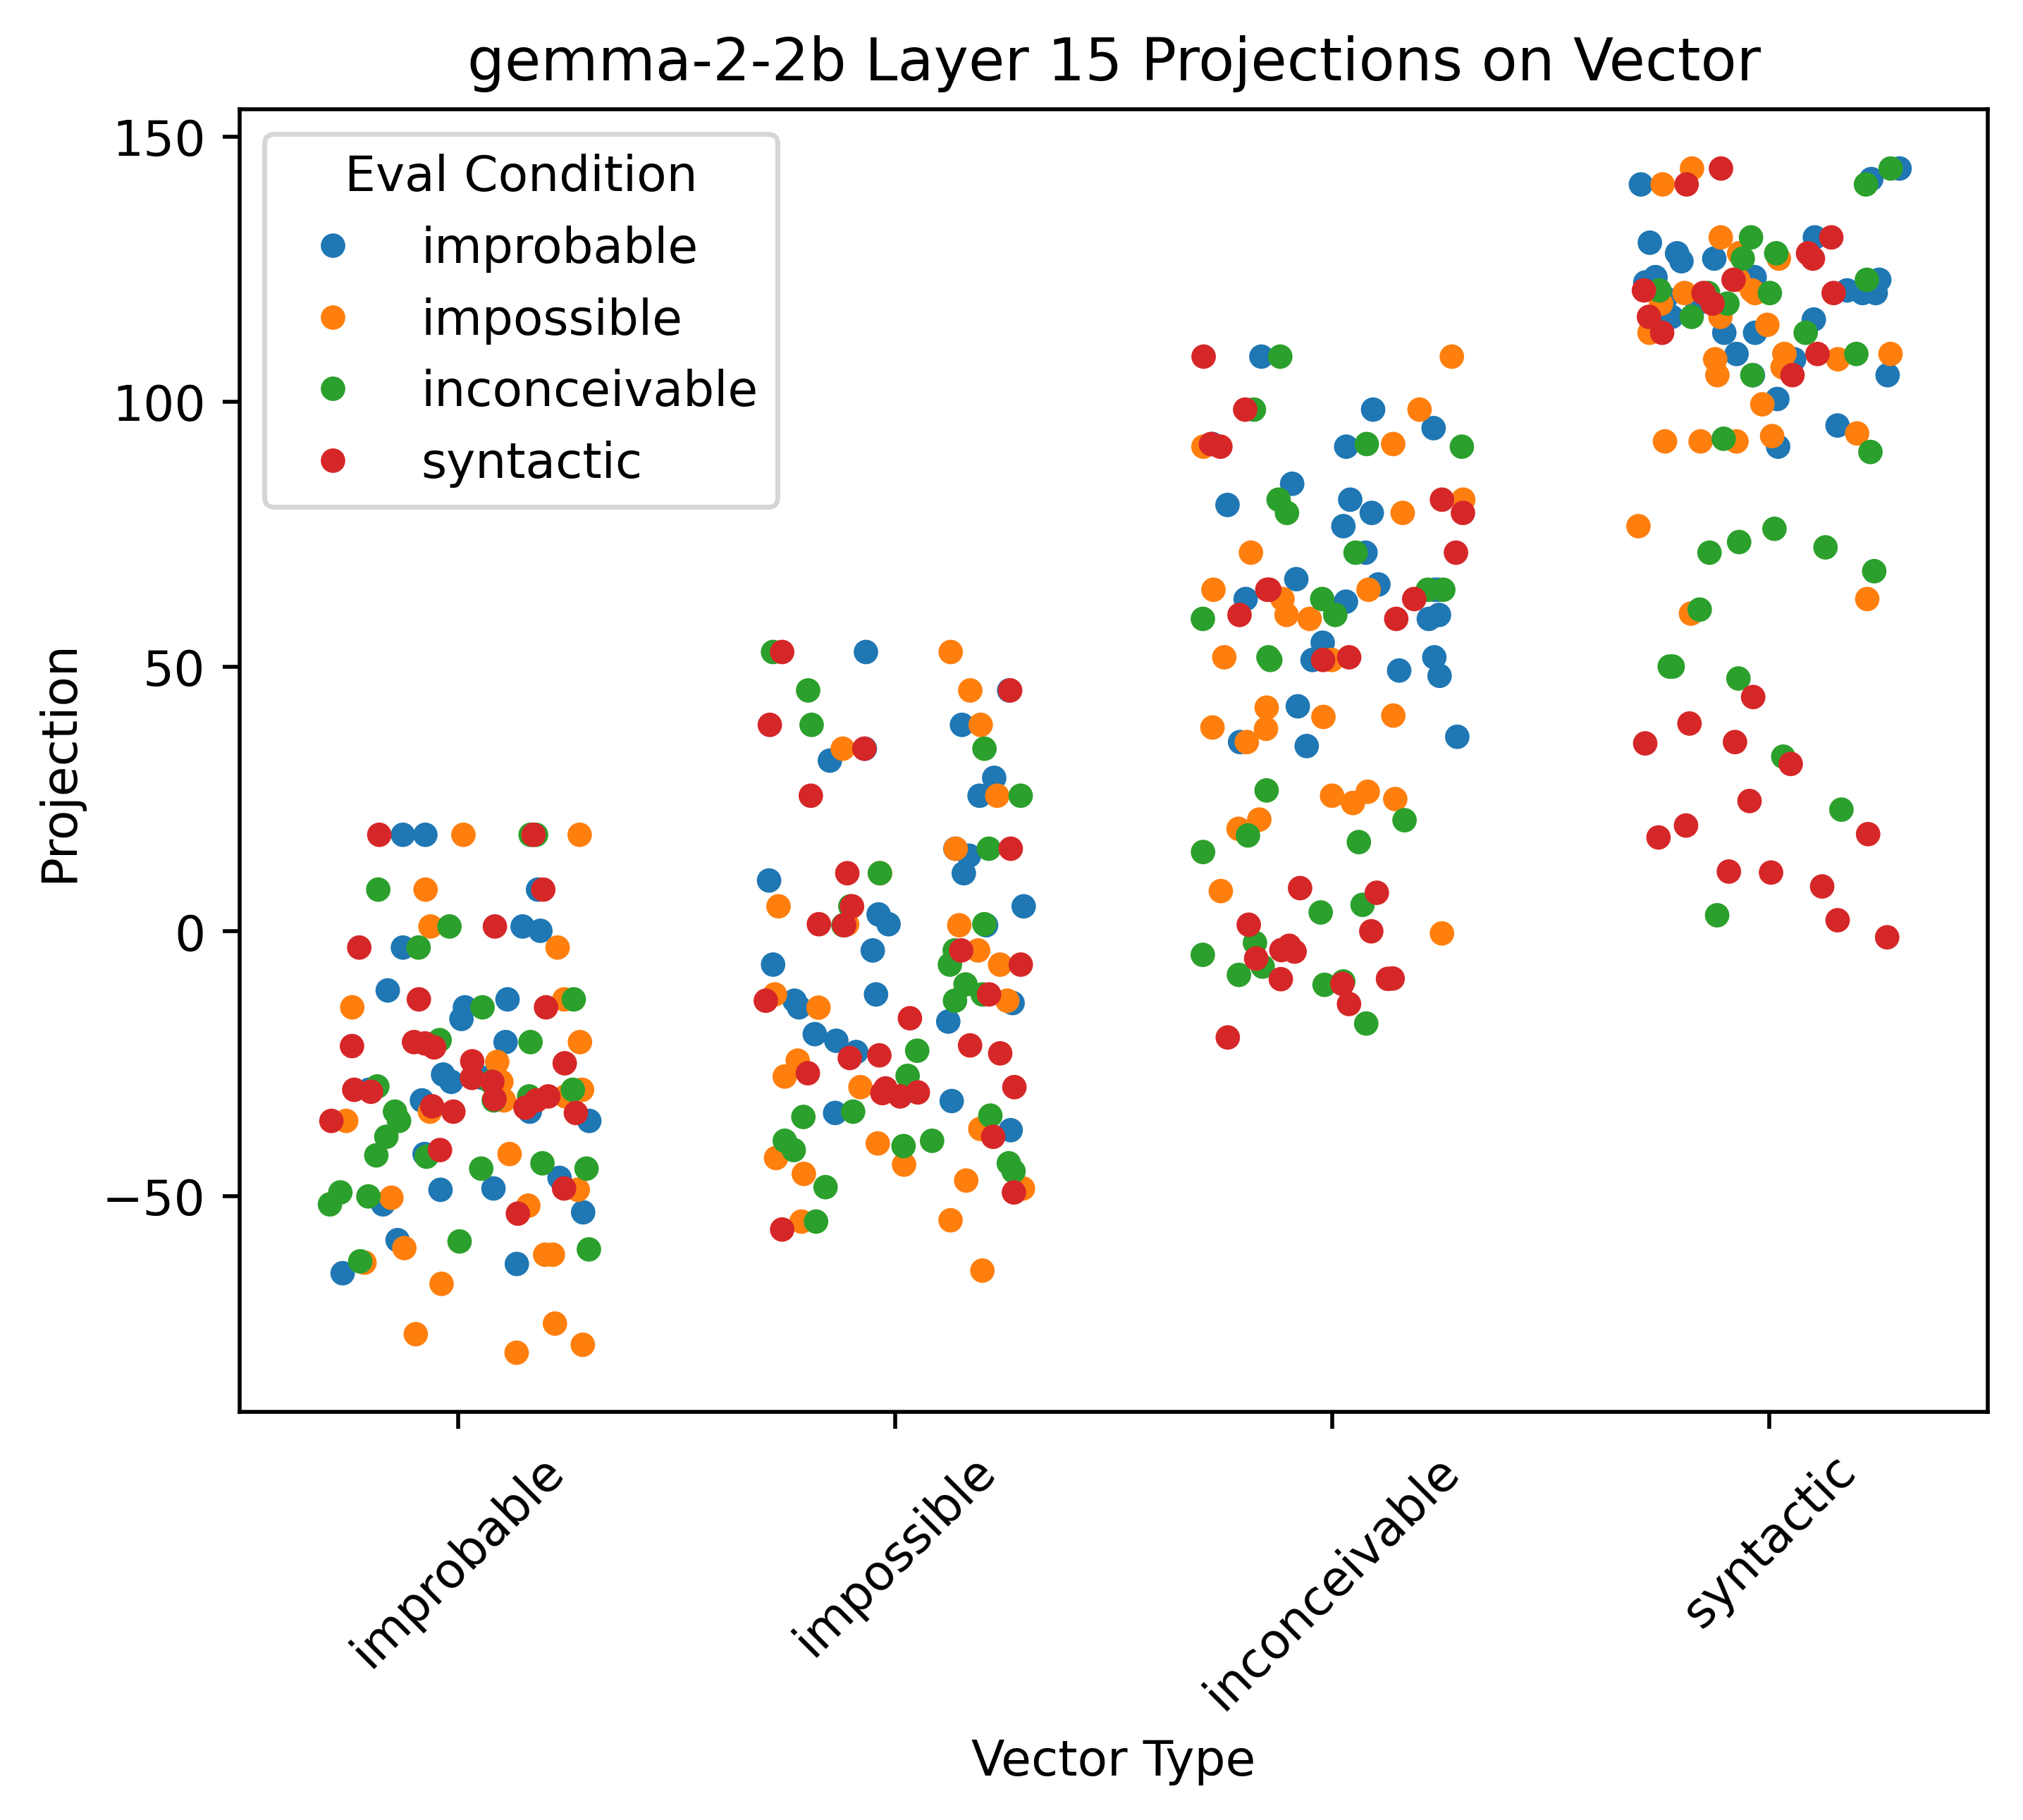 gemma-2-2b Layer 15 Projections on Vector
150
100
50
0
−50
Projection
Eval Condition
improbable
impossible
inconceivable
syntactic
improbable
impossible
inconceivable
syntactic
Vector Type